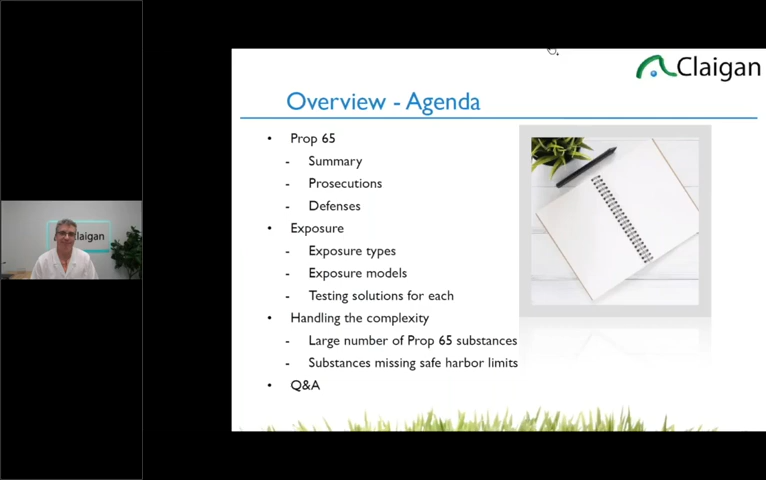 Claigan
Overview - Agenda
• Prop 65
- Summary
- Prosecutions
- Defenses
• Exposure
- Exposure types
- Exposure models
- Testing solutions for each
• Handling the complexity
- Large number of Prop 65 substances
- Substances missing safe harbor limits
• Q&A
laigan